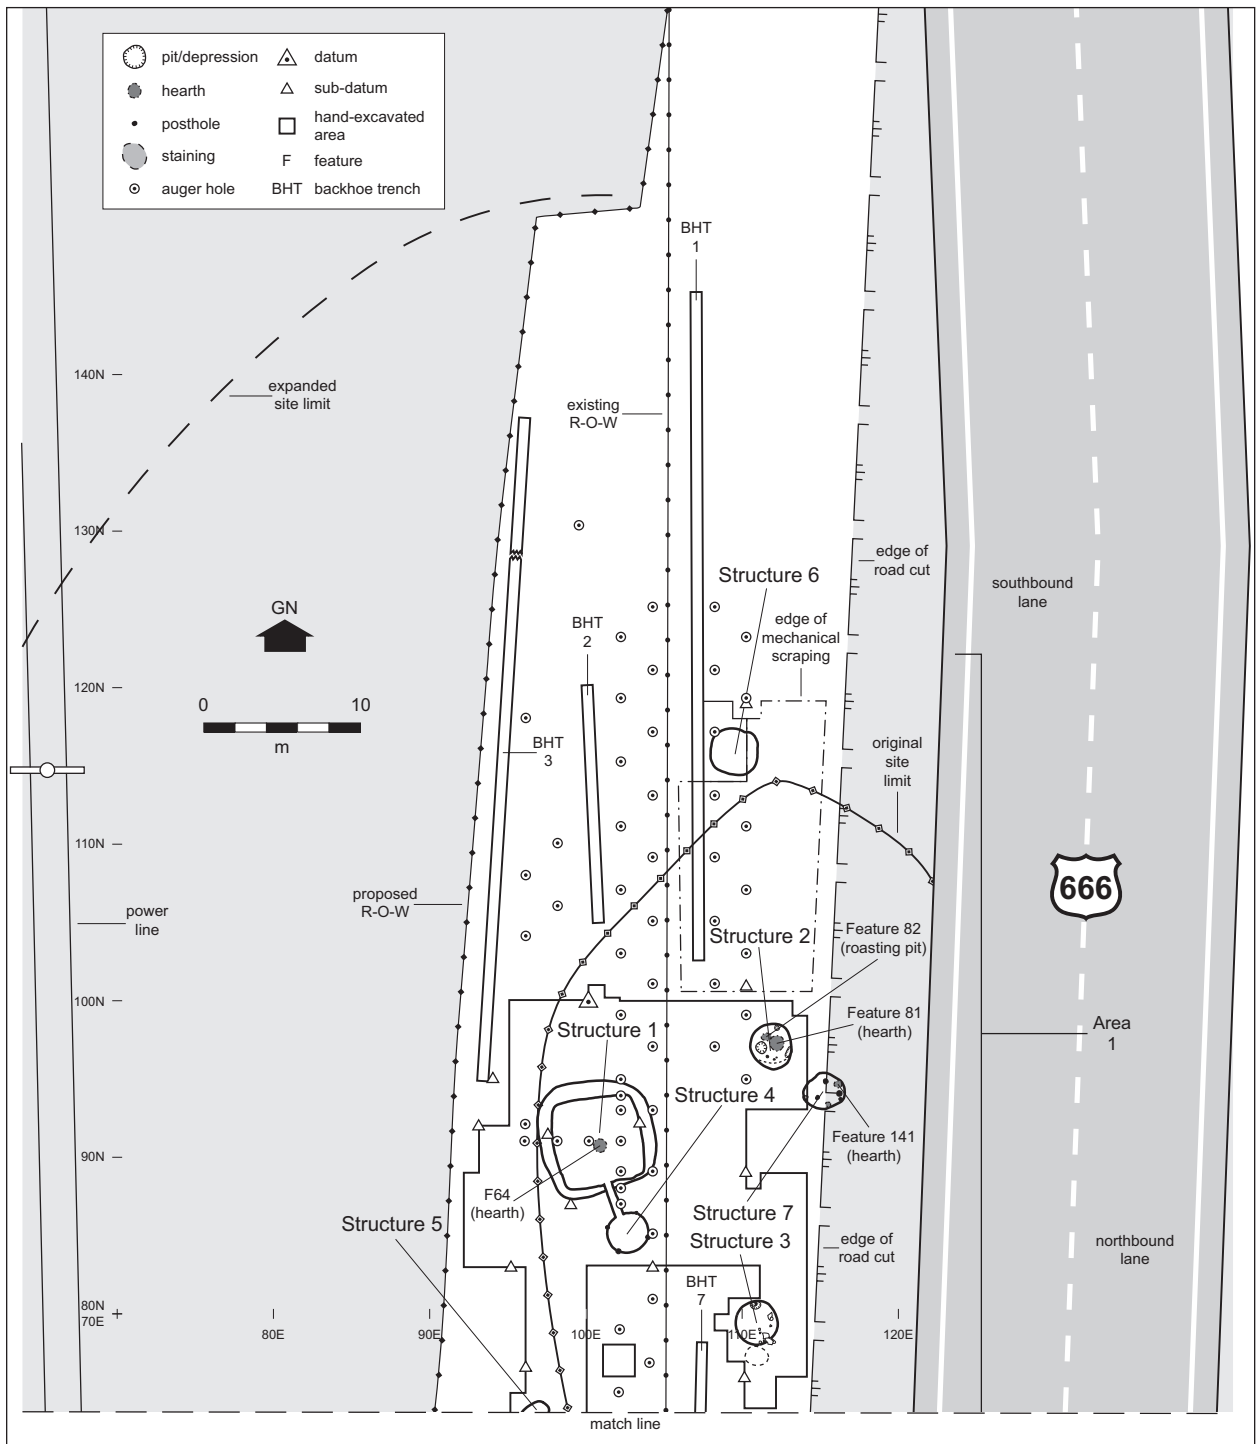 pit/depression
hearth
posthole
staining
auger hole
datum
sub-datum
hand-excavated
area
F feature
BHT backhoe trench
BHT
1
140N
expanded
site limit
existing
R-O-W
130N
edge of
road cut
Structure 6
southbound
lane
GN
BHT
2
edge of
mechanical
scraping
120N
0 10
m
BHT
3
original
site
limit
110N
666
proposed
R-O-W
power
line
Structure 2
Feature 82
(roasting pit)
100N
Structure 1
Feature 81
(hearth)
Area
1
Structure 4
Feature 141
(hearth)
90N
F64
(hearth)
Structure 7
Structure 5
Structure 3
edge of
road cut
northbound
lane
BHT
7
80N
70E
80E
90E
100E
110E
120E
match line